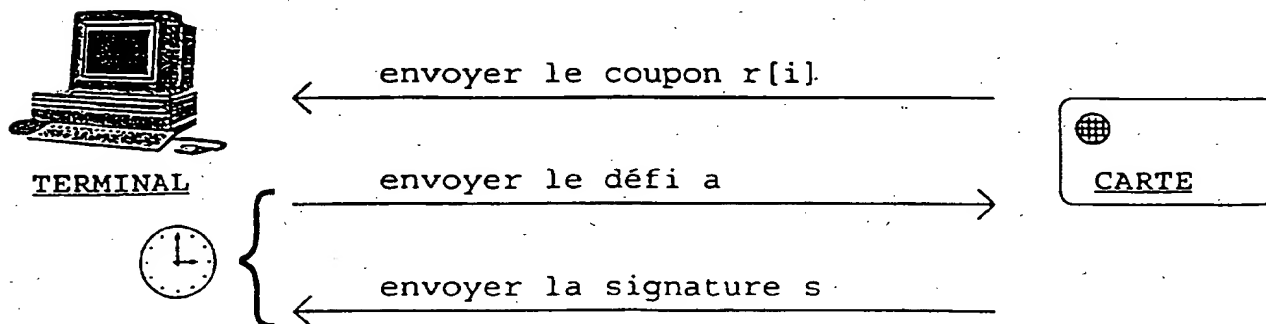 envoyer le coupon r[i]
TERMINAL
envoyer le défi a
CARTE
envoyer la signature s